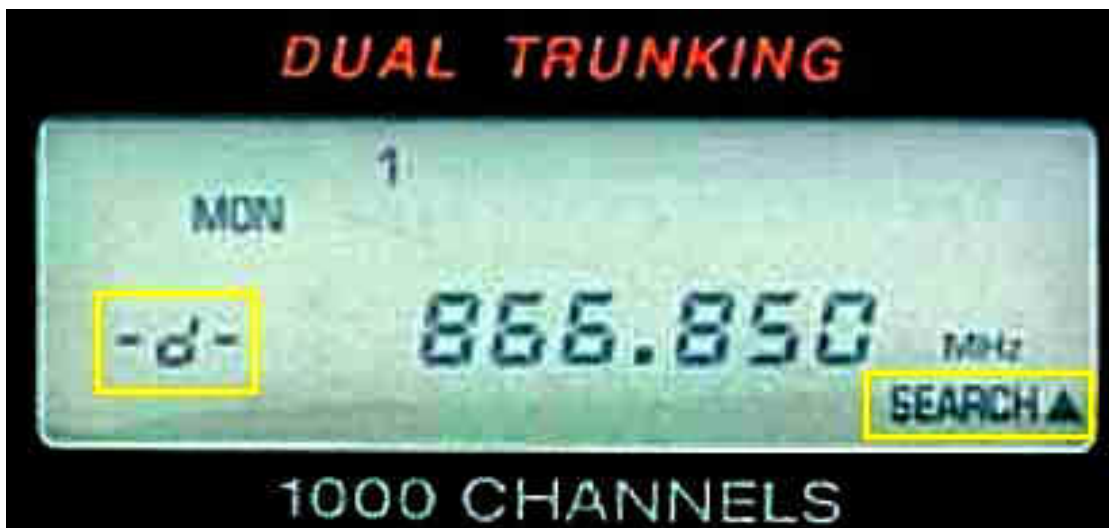 DUAL TRUNKING
1
MON
-d- 866.850 MHz
SEARCH▲
1000 CHANNELS